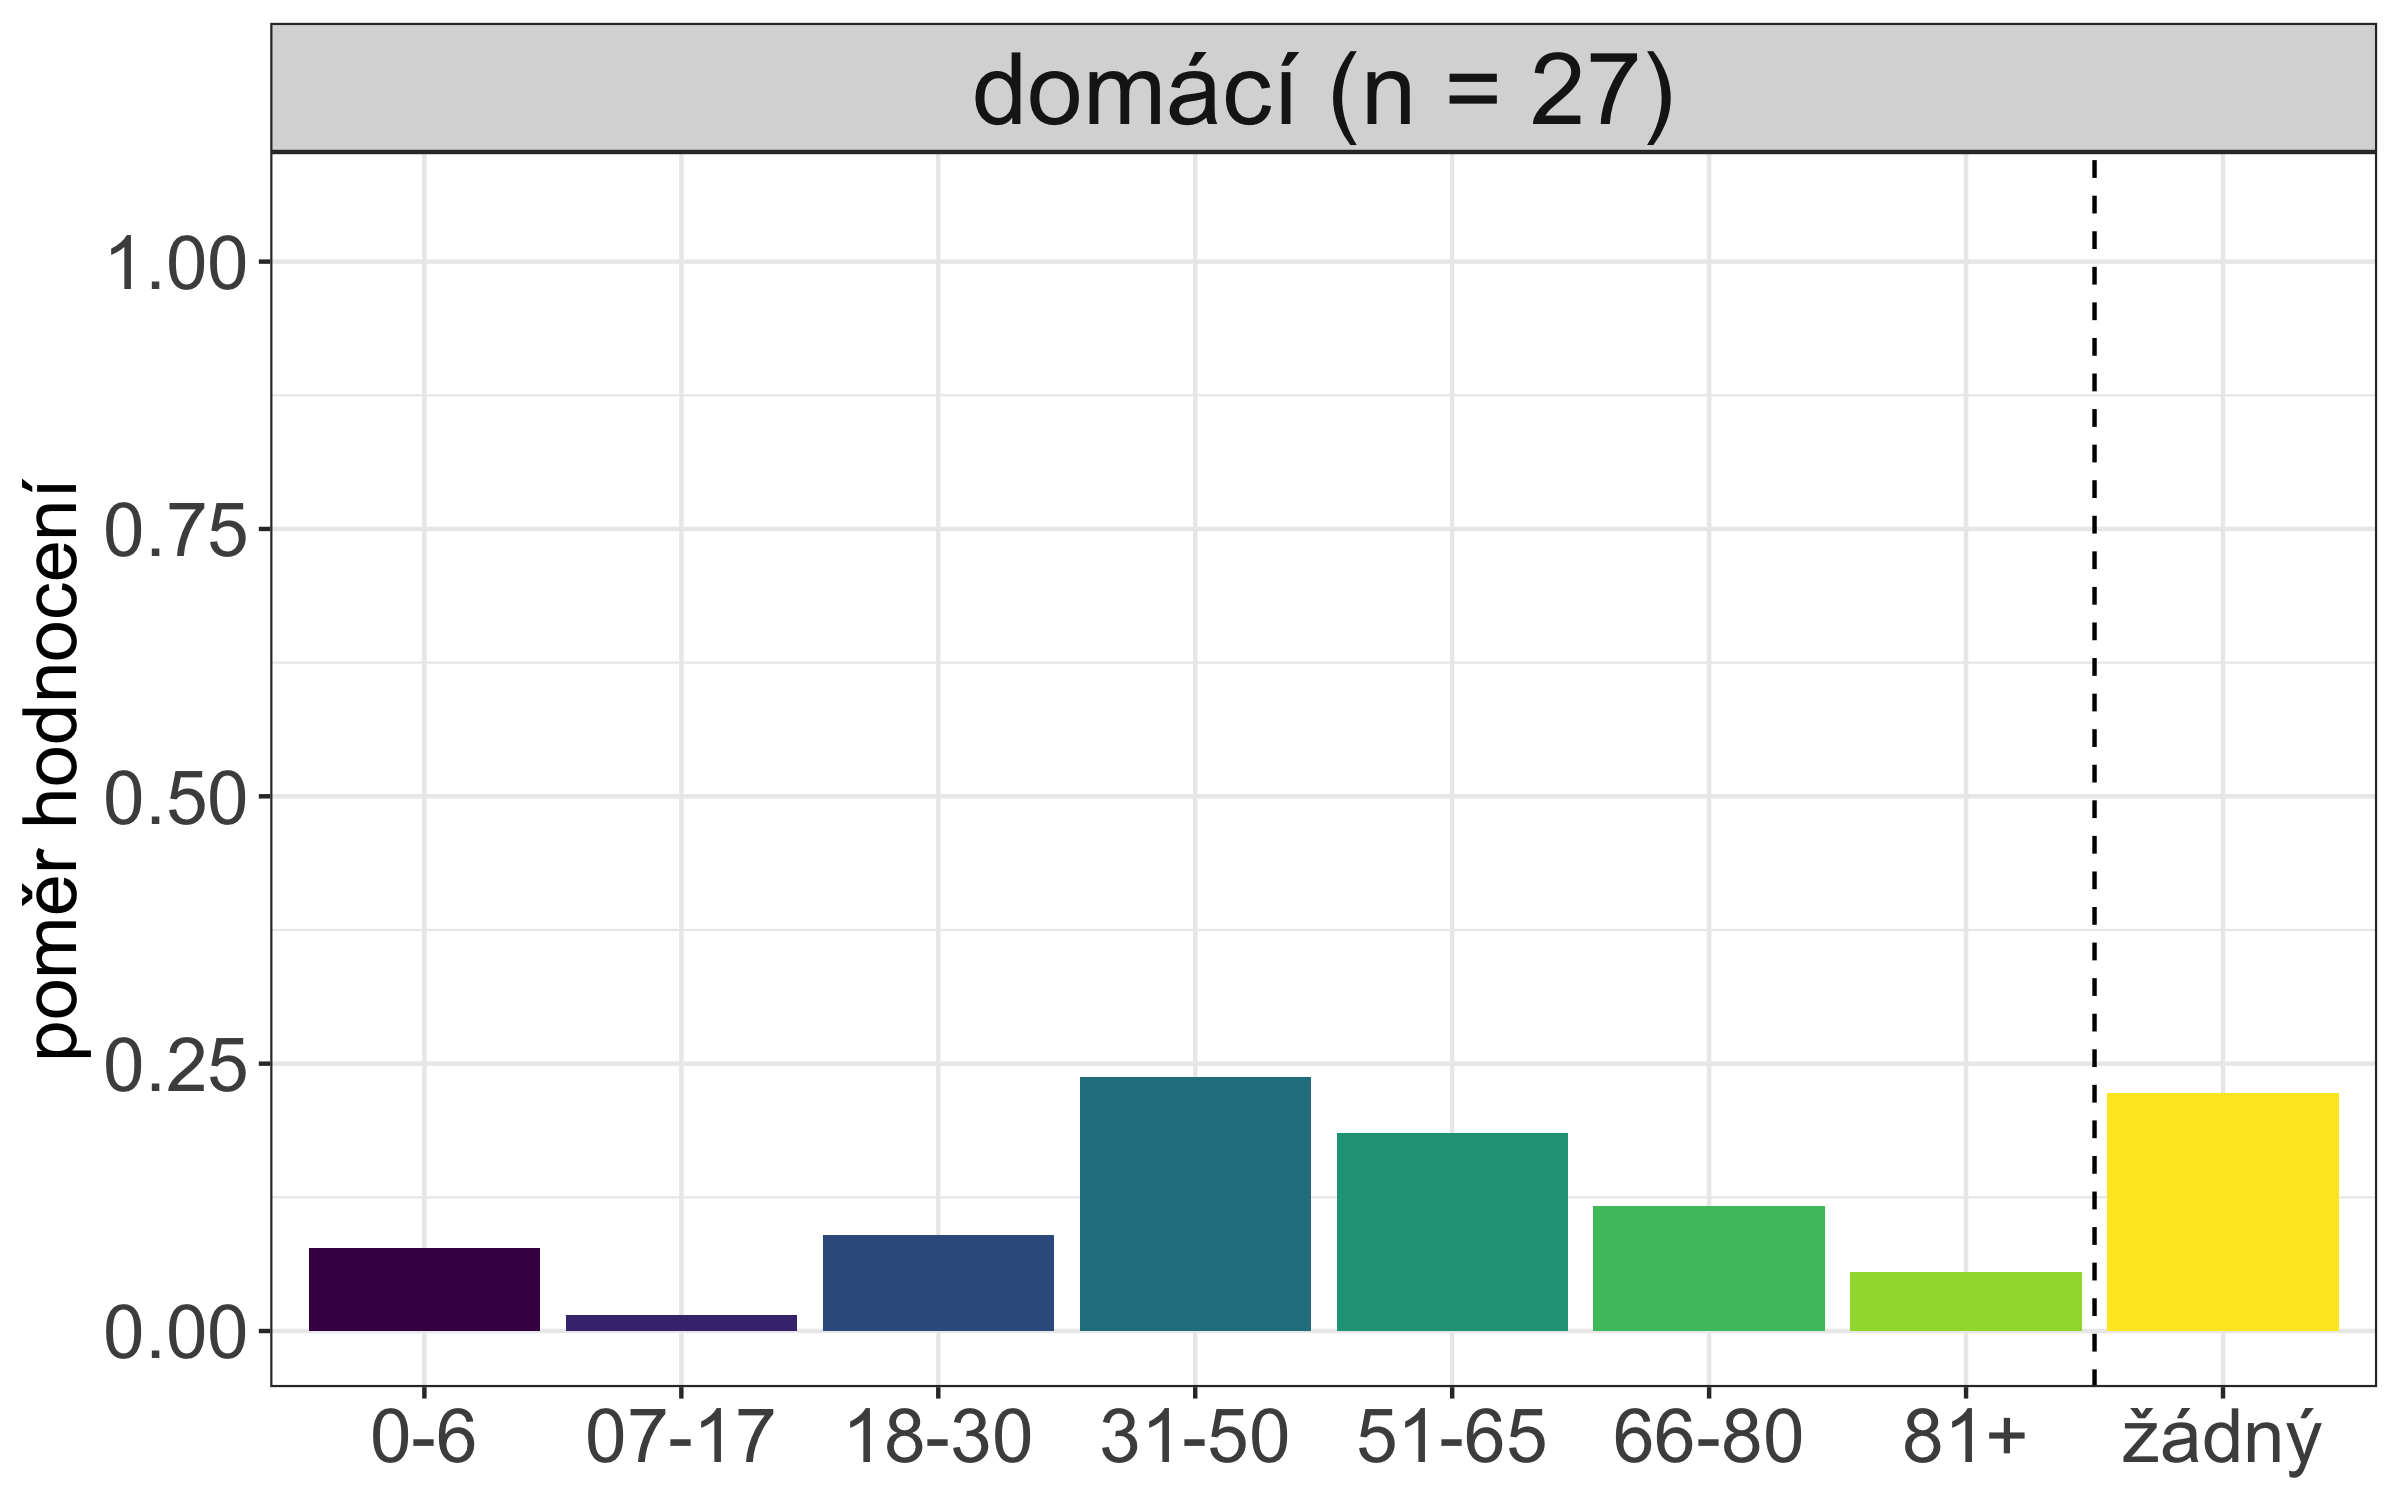 domácí (n = 27)
poměr hodnocení
1.00
0.75
0.50
0.25
0.00
0-6 07-17 18-30 31-50 51-65 66-80 81+ žádný